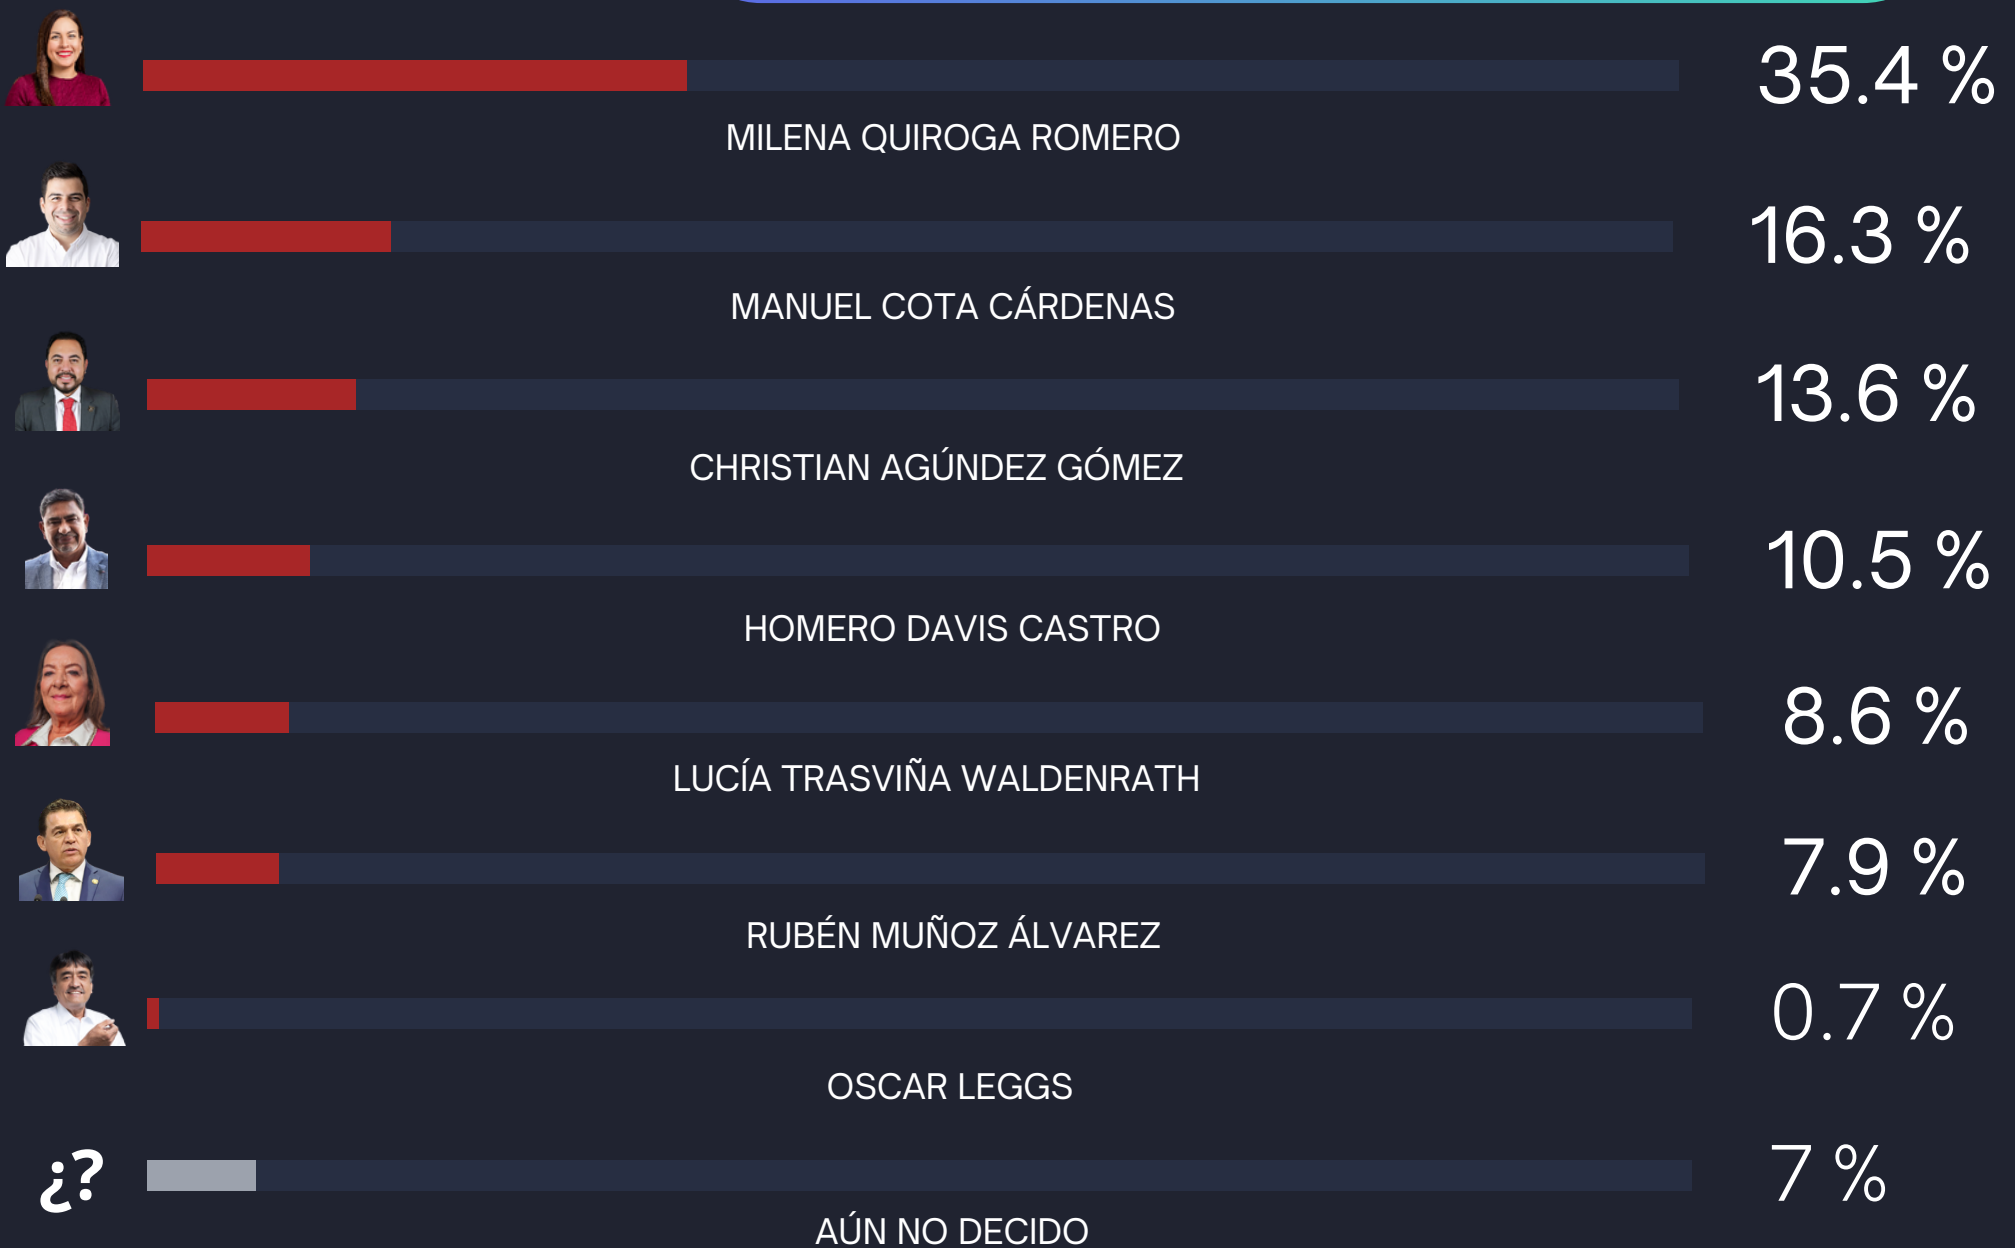 35.4 %
MILENA QUIROGA ROMERO
16.3 %
MANUEL COTA CÁRDENAS
13.6 %
CHRISTIAN AGÚNDEZ GÓMEZ
10.5 %
HOMERO DAVIS CASTRO
8.6 %
LUCÍA TRASVIÑA WALDENRATH
7.9 %
RUBÉN MUÑOZ ÁLVAREZ
0.7 %
OSCAR LEGGS
¿? 7 %
AÚN NO DECIDO